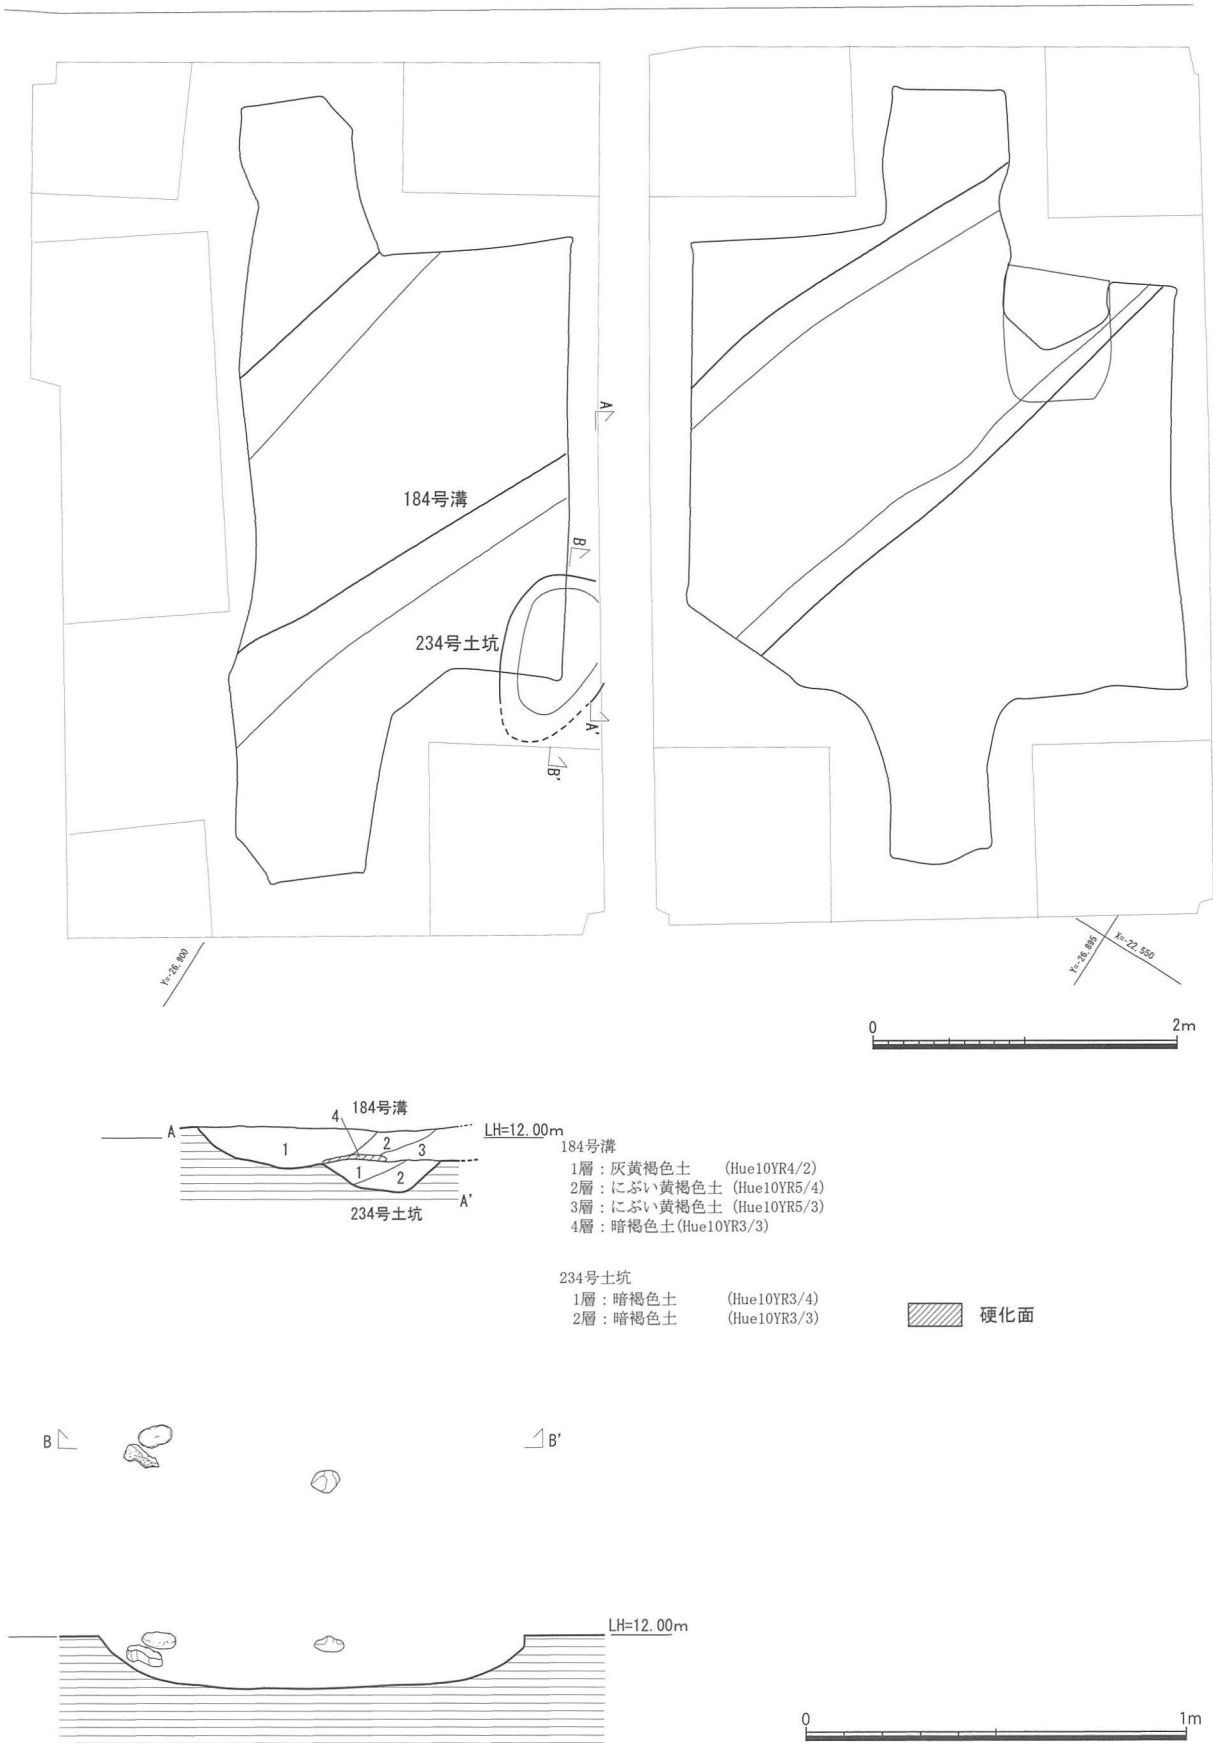 A
184号溝
B
234号土坑
A'
B'
Y=-26,900
Y=-26,895
X=-22,550
0 2m
184号溝
4
A
LH=12.00m
1
2
3
1
2
A'
234号土坑
184号溝
1層：灰黄褐色土 (Hue10YR4/2)
2層：にぶい黄褐色土 (Hue10YR5/4)
3層：にぶい黄褐色土 (Hue10YR5/3)
4層：暗褐色土(Hue10YR3/3)
234号土坑
1層：暗褐色土 (Hue10YR3/4)
2層：暗褐色土 (Hue10YR3/3)
硬化面
B B'
LH=12.00m
0 1m